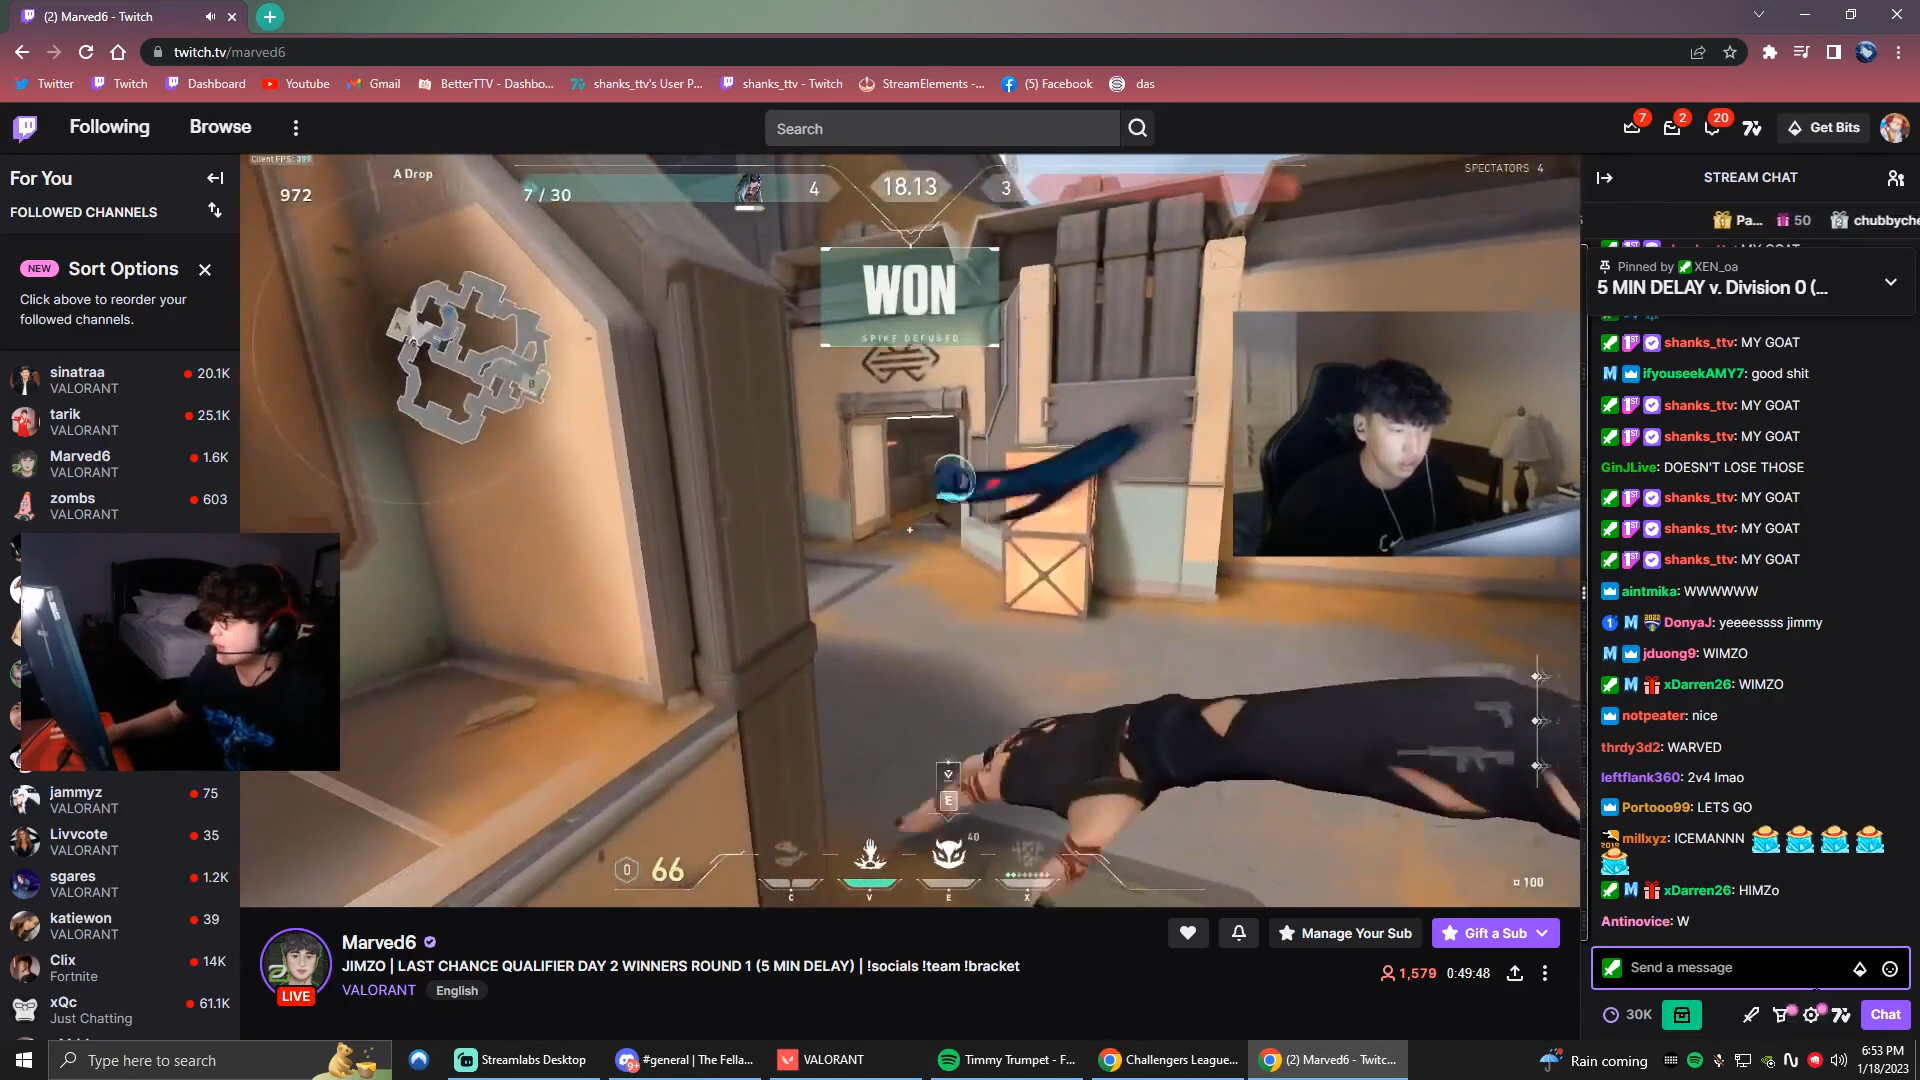 (2) Marved6 - Twitch
twitch.tv/marved6
Twitter
Twitch
Dashboard
Youtube
Gmail
BetterTTV - Dashbo...
shanks_ttv's User P...
shanks_ttv - Twitch
StreamElements -...
(5) Facebook
das
Following
Browse
Search
7
2
20
Get Bits
For You
FOLLOWED CHANNELS
NEW Sort Options
Click above to reorder your
followed channels.
sinatraa
VALORANT
20.1K
tarik
VALORANT
25.1K
Marved6
VALORANT
1.6K
zombs
VALORANT
603
jammyz
VALORANT
75
Livvcote
VALORANT
35
sgares
VALORANT
1.2K
katiewon
VALORANT
39
Clix
Fortnite
14K
xQc
Just Chatting
61.1K
Client FPS: 399
972
A Drop
7 / 30
4
18.13
3
SPECTATORS 4
WON
SPIKE DEFUSED
A
B
E
40
0 66
C
V
E
X
100
Marved6
JIMZO | LAST CHANCE QUALIFIER DAY 2 WINNERS ROUND 1 (5 MIN DELAY) | !socials !team !bracket
LIVE
VALORANT
English
Manage Your Sub
Gift a Sub
1,579
0:49:48
STREAM CHAT
Pa...
50
chubbyche
Pinned by XEN_oa
5 MIN DELAY v. Division 0 (...
shanks_ttv: MY GOAT
ifyouseekAMY7: good shit
shanks_ttv: MY GOAT
shanks_ttv: MY GOAT
GinJLive: DOESN'T LOSE THOSE
shanks_ttv: MY GOAT
shanks_ttv: MY GOAT
shanks_ttv: MY GOAT
aintmika: WWWWWW
DonyaJ: yeeeessss jimmy
jduong9: WIMZO
xDarren26: WIMZO
notpeater: nice
thrdy3d2: WARVED
leftflank360: 2v4 lmao
Portooo99: LETS GO
millxyz: ICEMANNN
xDarren26: HIMZo
Antinovice: W
Send a message
30K
Chat
Type here to search
Streamlabs Desktop
#general | The Fella...
VALORANT
Timmy Trumpet - F...
Challengers League...
(2) Marved6 - Twitc...
Rain coming
6:53 PM
1/18/2023